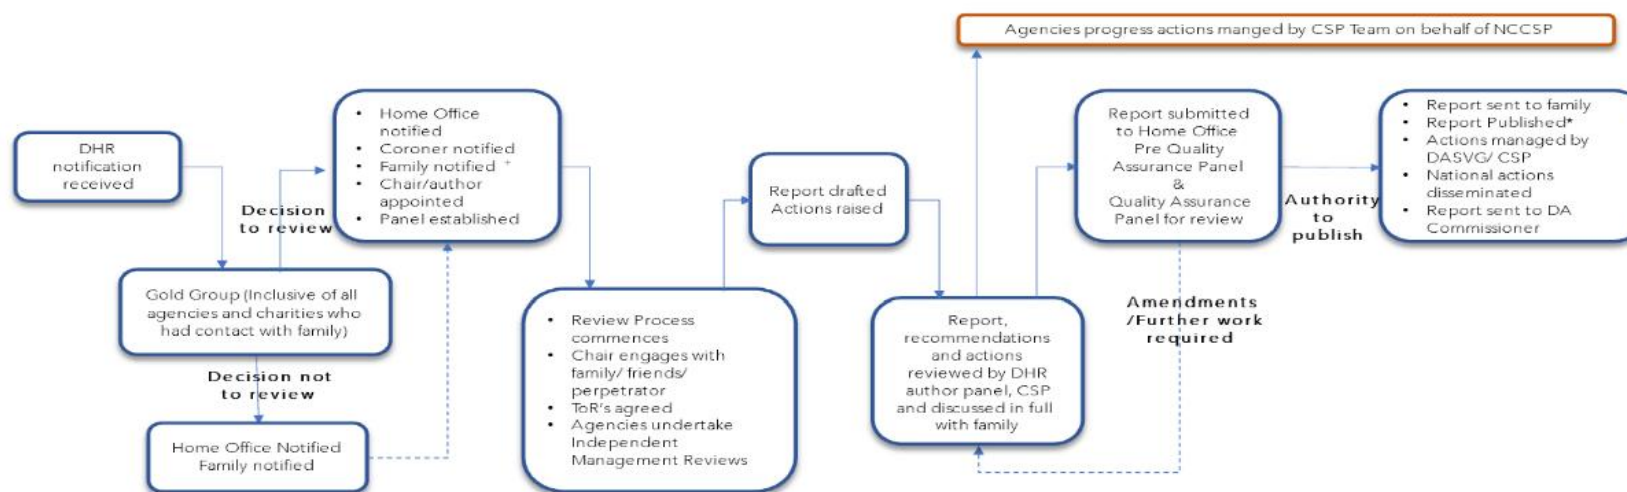 Agencies progress actions manged by CSP Team on behalf of NCCSP
DHR
notification
received
Decision
to review
• Home Office
notified
• Coroner notified
• Family notified +
• Chair/author
appointed
• Panel established
Gold Group (Inclusive of all
agencies and charities who
had contact with family)
Decision not
to review
Home Office Notified
Family notified
• Review Process
commences
• Chair engages with
family/ friends/
perpetrator
• ToR's agreed
• Agencies undertake
Independent
Management Reviews
Report drafted
Actions raised
Report,
recommendations
and actions
reviewed by DHR
author panel, CSP
and discussed in full
with family
Report submitted
to Home Office
Pre Quality
Assurance Panel
&
Quality Assurance
Panel for review
Amendments
/Further work
required
Authority
to
publish
• Report sent to family
• Report Published*
• Actions managed by
DASVG/ CSP
• National actions
disseminated
• Report sent to DA
Commissioner